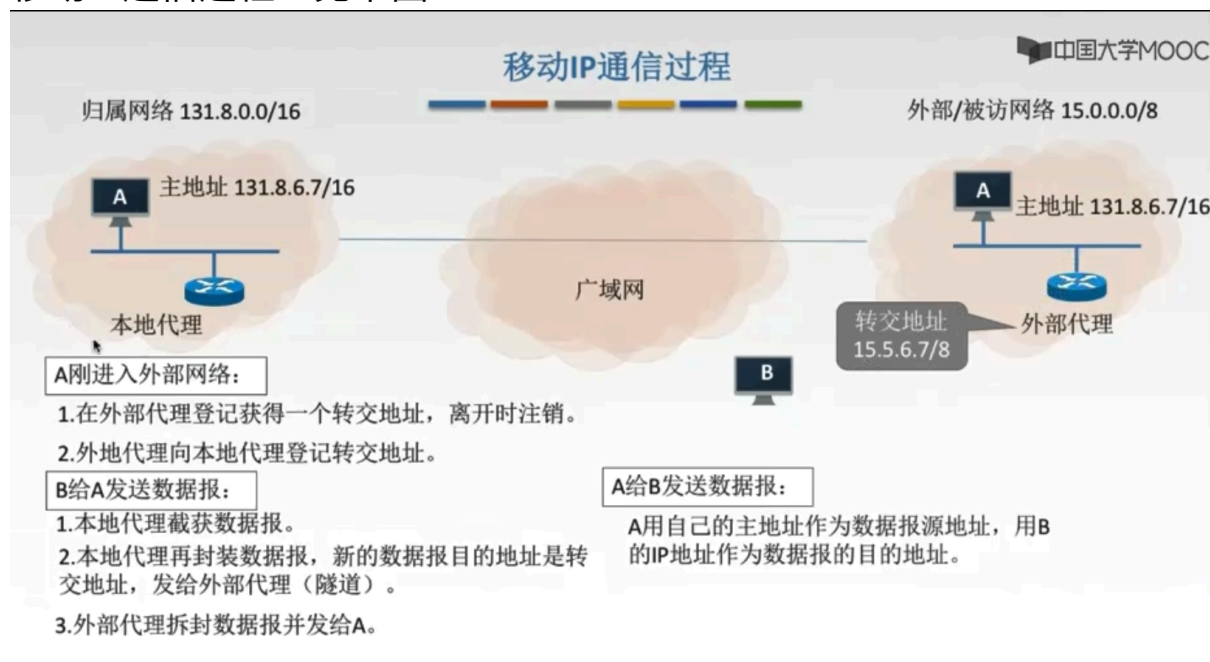 移动IP通信过程
中国大学MOOC
归属网络 131.8.0.0/16
外部/被访网络 15.0.0.0/8
A
主地址 131.8.6.7/16
A
主地址 131.8.6.7/16
广域网
本地代理
转交地址
15.5.6.7/8
外部代理
B
A刚进入外部网络：
1.在外部代理登记获得一个转交地址，离开时注销。
2.外地代理向本地代理登记转交地址。
B给A发送数据报：
1.本地代理截获数据报。
2.本地代理再封装数据报，新的数据报目的地址是转
交地址，发给外部代理（隧道）。
3.外部代理拆封数据报并发给A。
A给B发送数据报：
A用自己的主地址作为数据报源地址，用B
的IP地址作为数据报的目的地址。